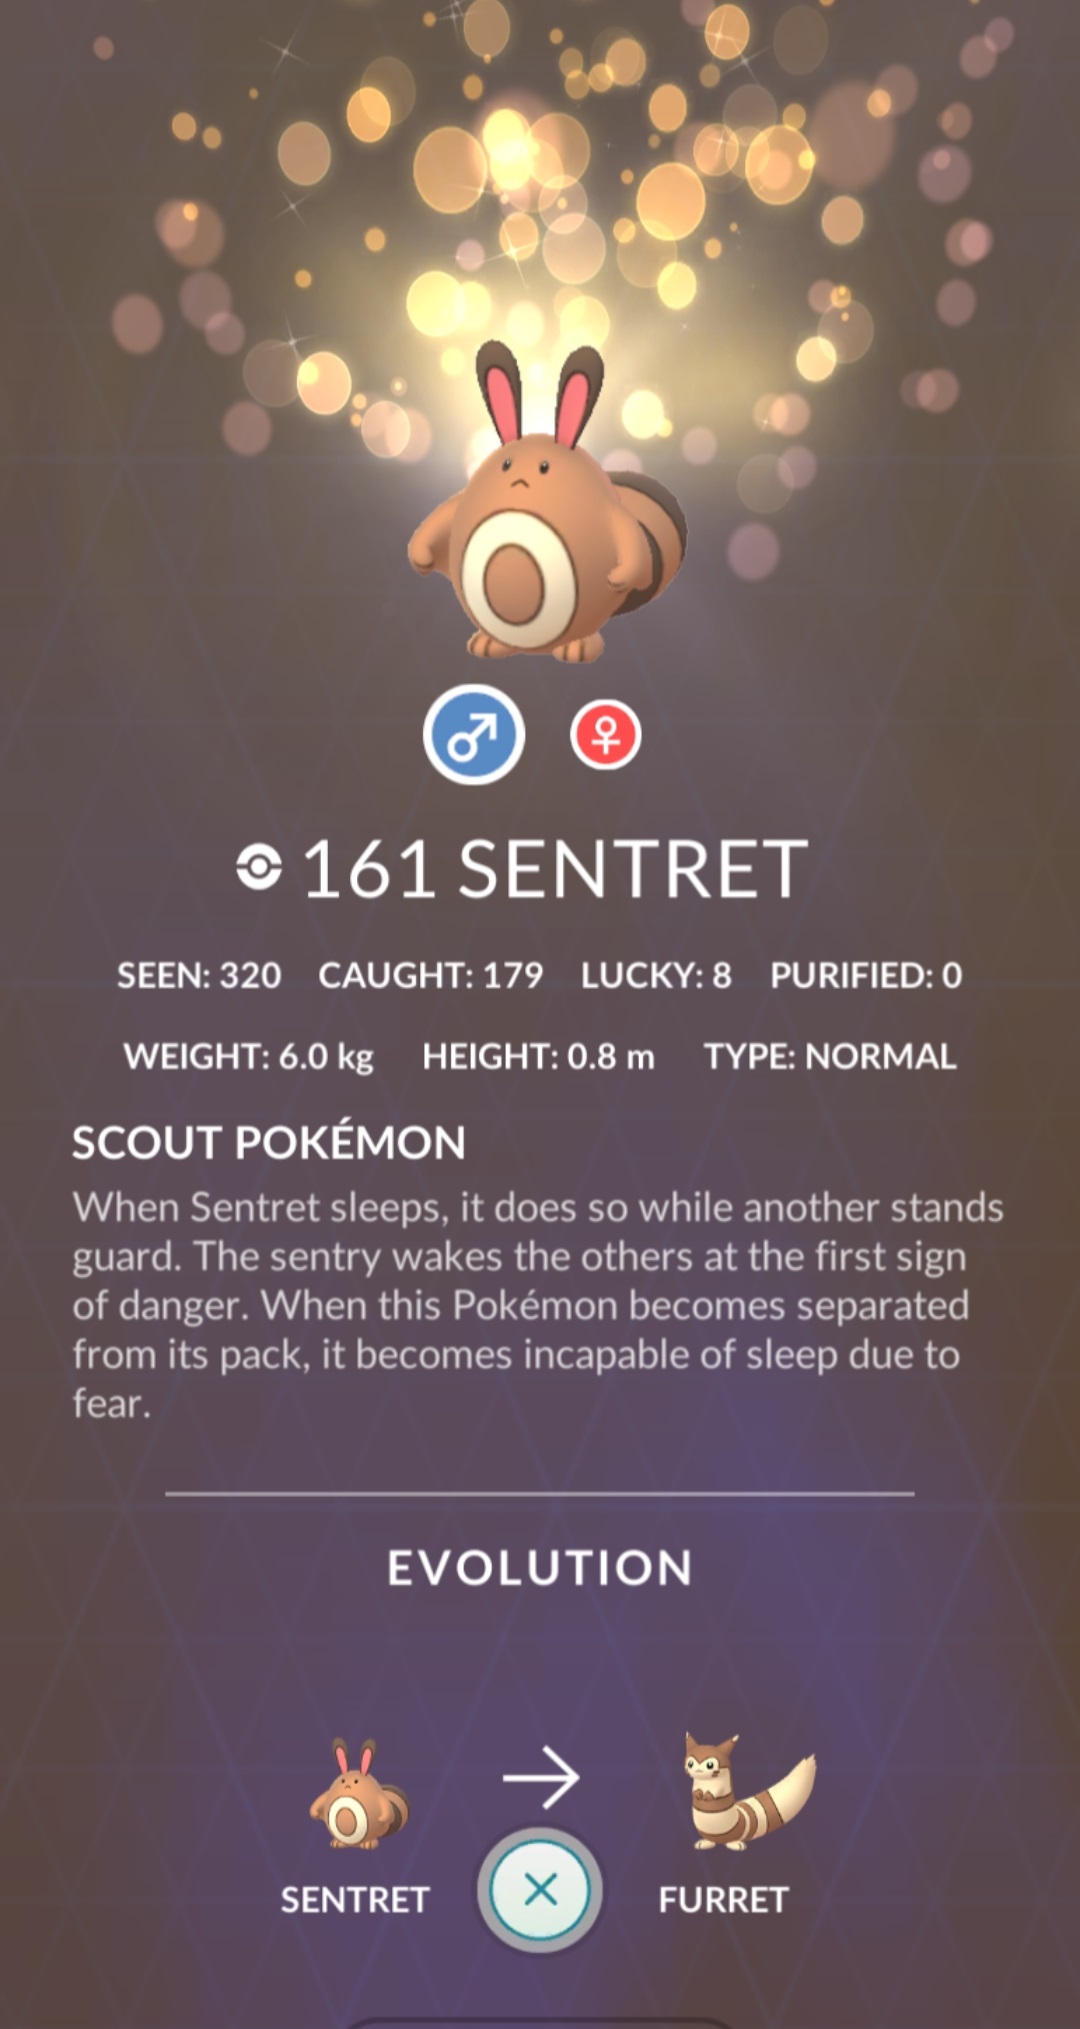 161 SENTRET
SEEN: 320 CAUGHT: 179 LUCKY: 8 PURIFIED: 0
WEIGHT: 6.0 kg HEIGHT: 0.8 m TYPE: NORMAL
SCOUT POKÉMON
When Sentret sleeps, it does so while another stands
guard. The sentry wakes the others at the first sign
of danger. When this Pokémon becomes separated
from its pack, it becomes incapable of sleep due to
fear.
EVOLUTION
SENTRET FURRET